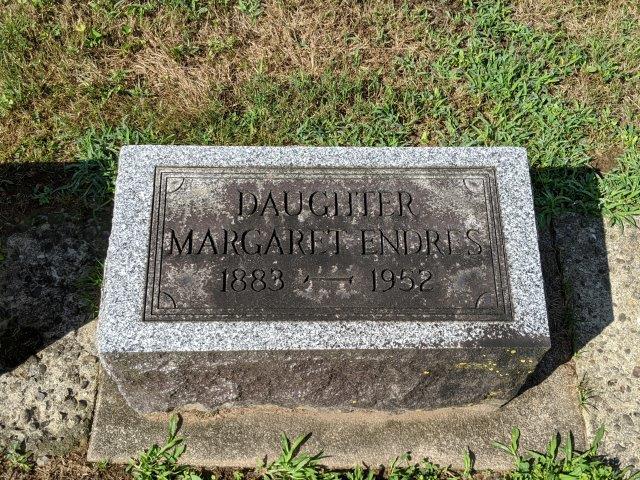 DAUGHTER
MARGARET ENDRES
1883 — 1952